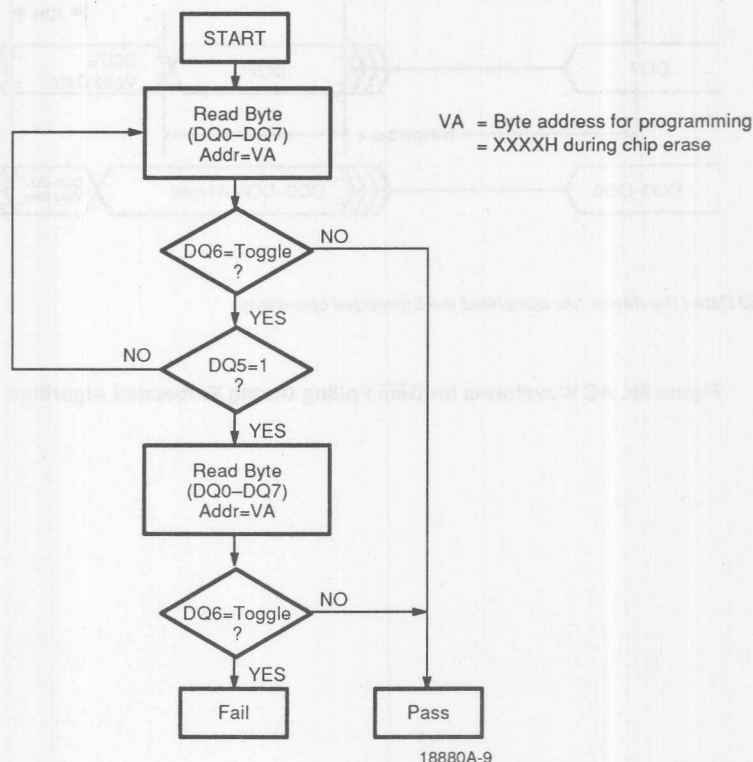 START
Read Byte
(DQ0–DQ7)
Addr=VA
VA = Byte address for programming
= XXXXH during chip erase
DQ6=Toggle
?
NO
YES
NO
DQ5=1
?
YES
Read Byte
(DQ0–DQ7)
Addr=VA
DQ6=Toggle
?
NO
YES
Fail
Pass
18880A-9